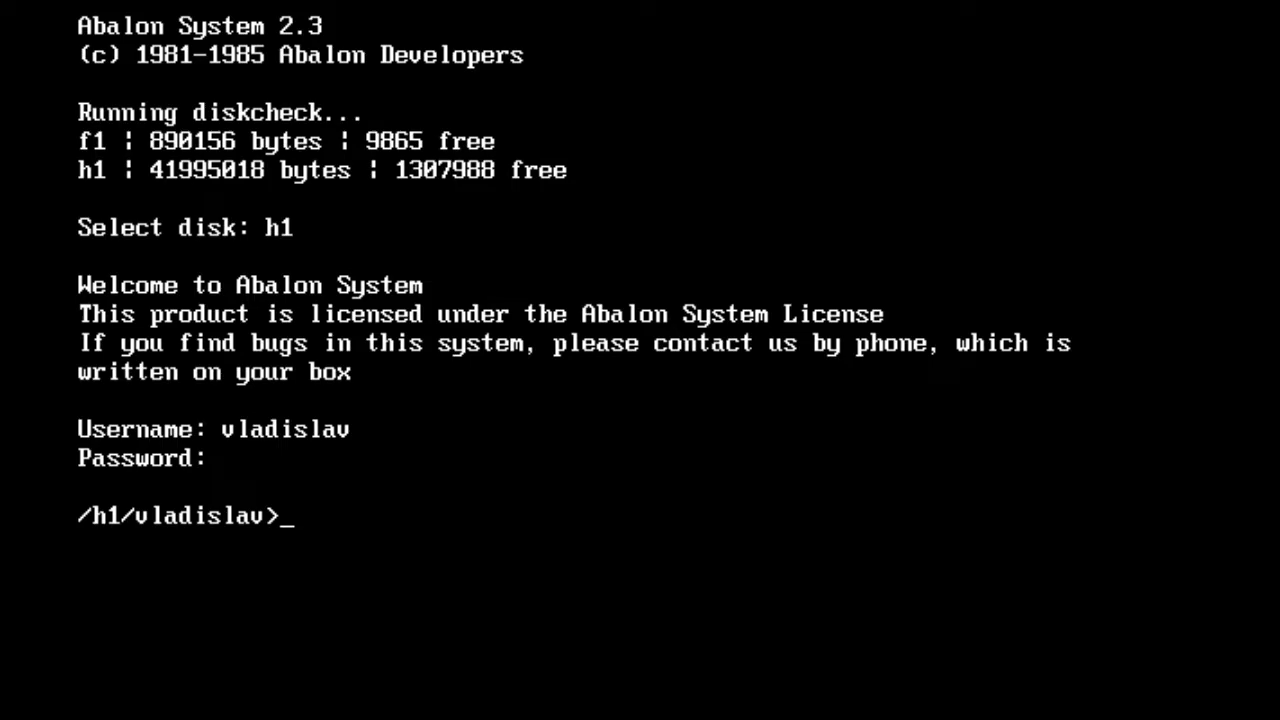 Abalon System 2.3
(c) 1981-1985 Abalon Developers
Running diskcheck...
f1 ¦ 890156 bytes ¦ 9865 free
h1 ¦ 41995018 bytes ¦ 1307988 free
Select disk: h1
Welcome to Abalon System
This product is licensed under the Abalon System License
If you find bugs in this system, please contact us by phone, which is
written on your box
Username: vladislav
Password:
/h1/vladislav>_